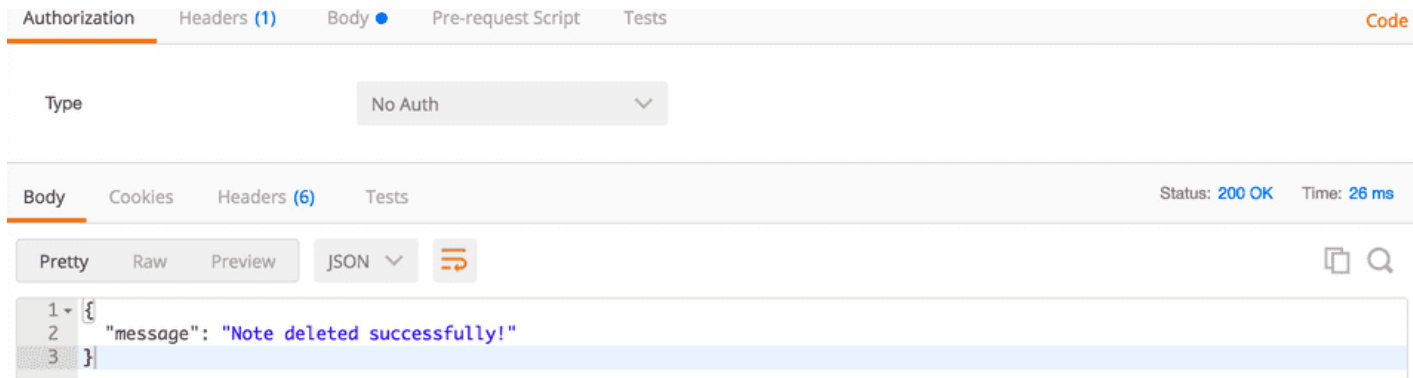 Authorization Headers (1) Body Pre-request Script Tests Code
Type No Auth
Body Cookies Headers (6) Tests Status: 200 OK Time: 26 ms
Pretty Raw Preview JSON
1 {
2 "message": "Note deleted successfully!"
3 }